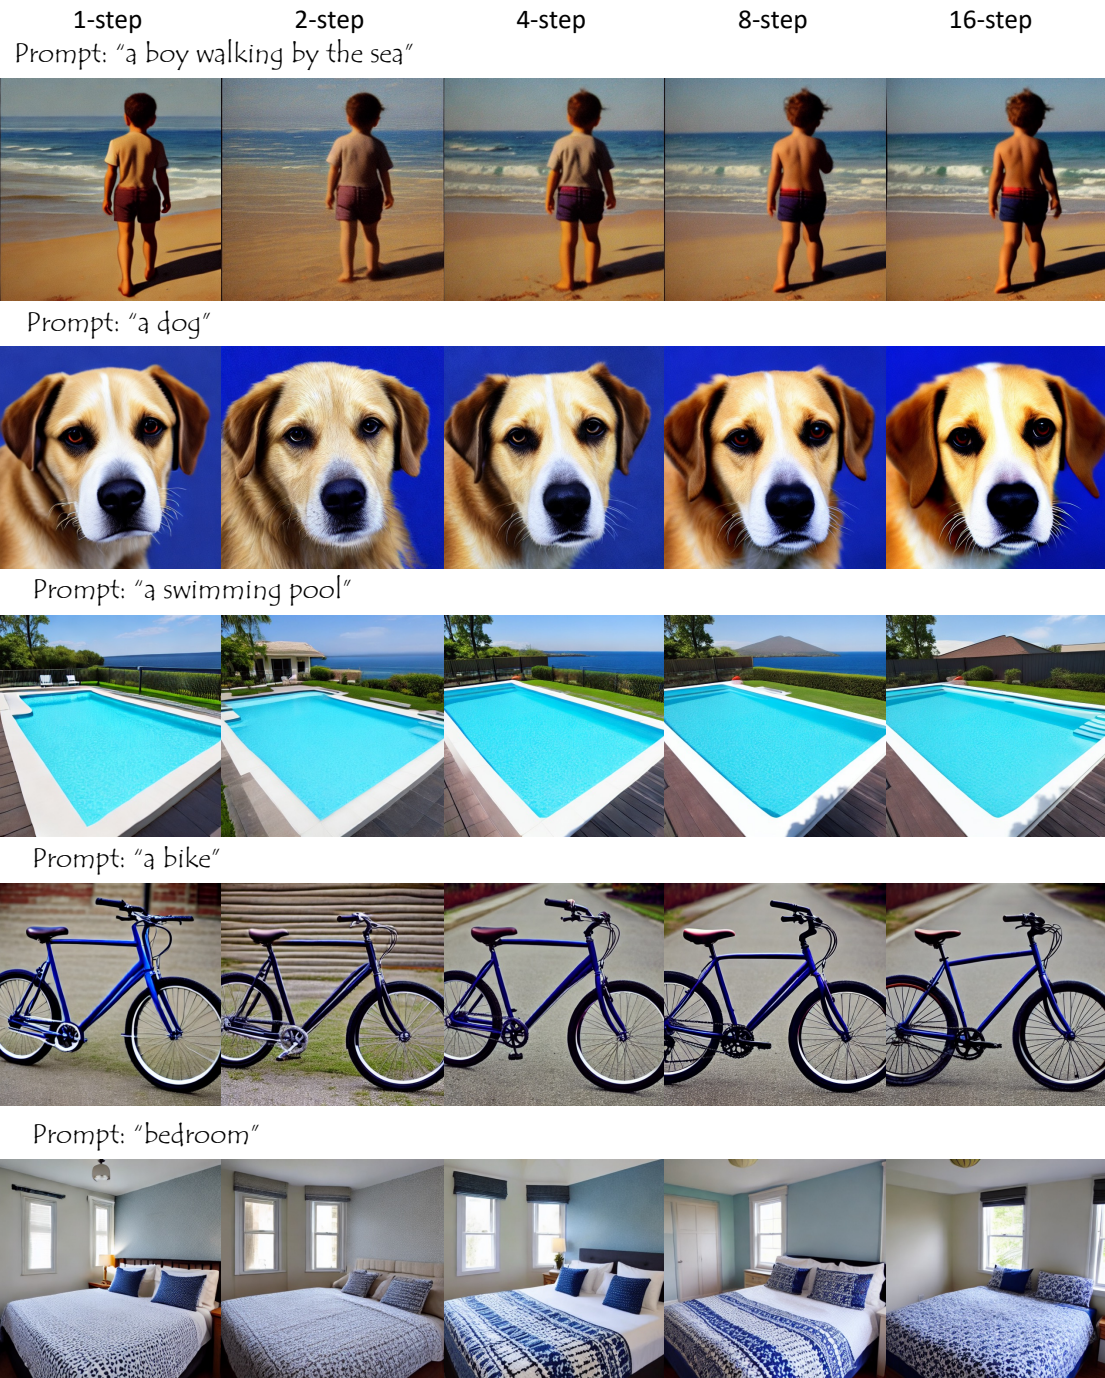 1-step 2-step 4-step 8-step 16-step
Prompt: “a boy walking by the sea”
Prompt: “a dog”
Prompt: “a swimming pool”
Prompt: “a bike”
Prompt: “bedroom”